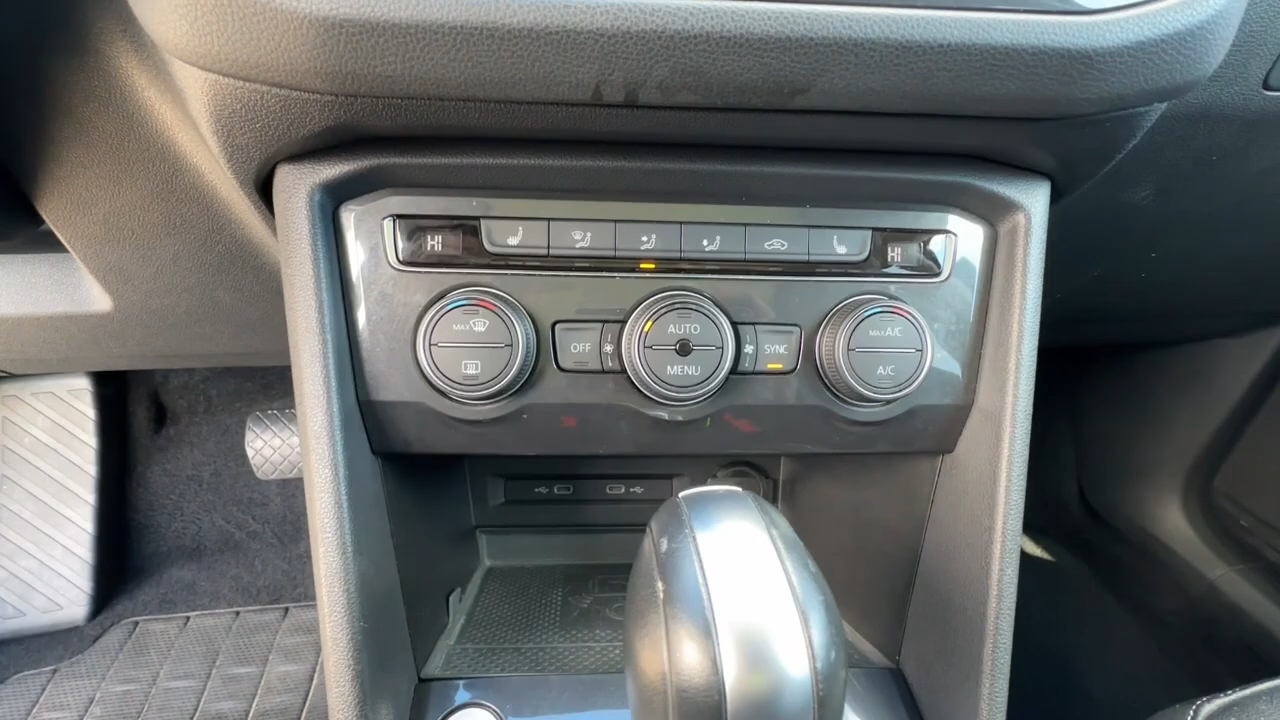 HI
HI
MAX
OFF
AUTO
MENU
SYNC
MAX A/C
A/C